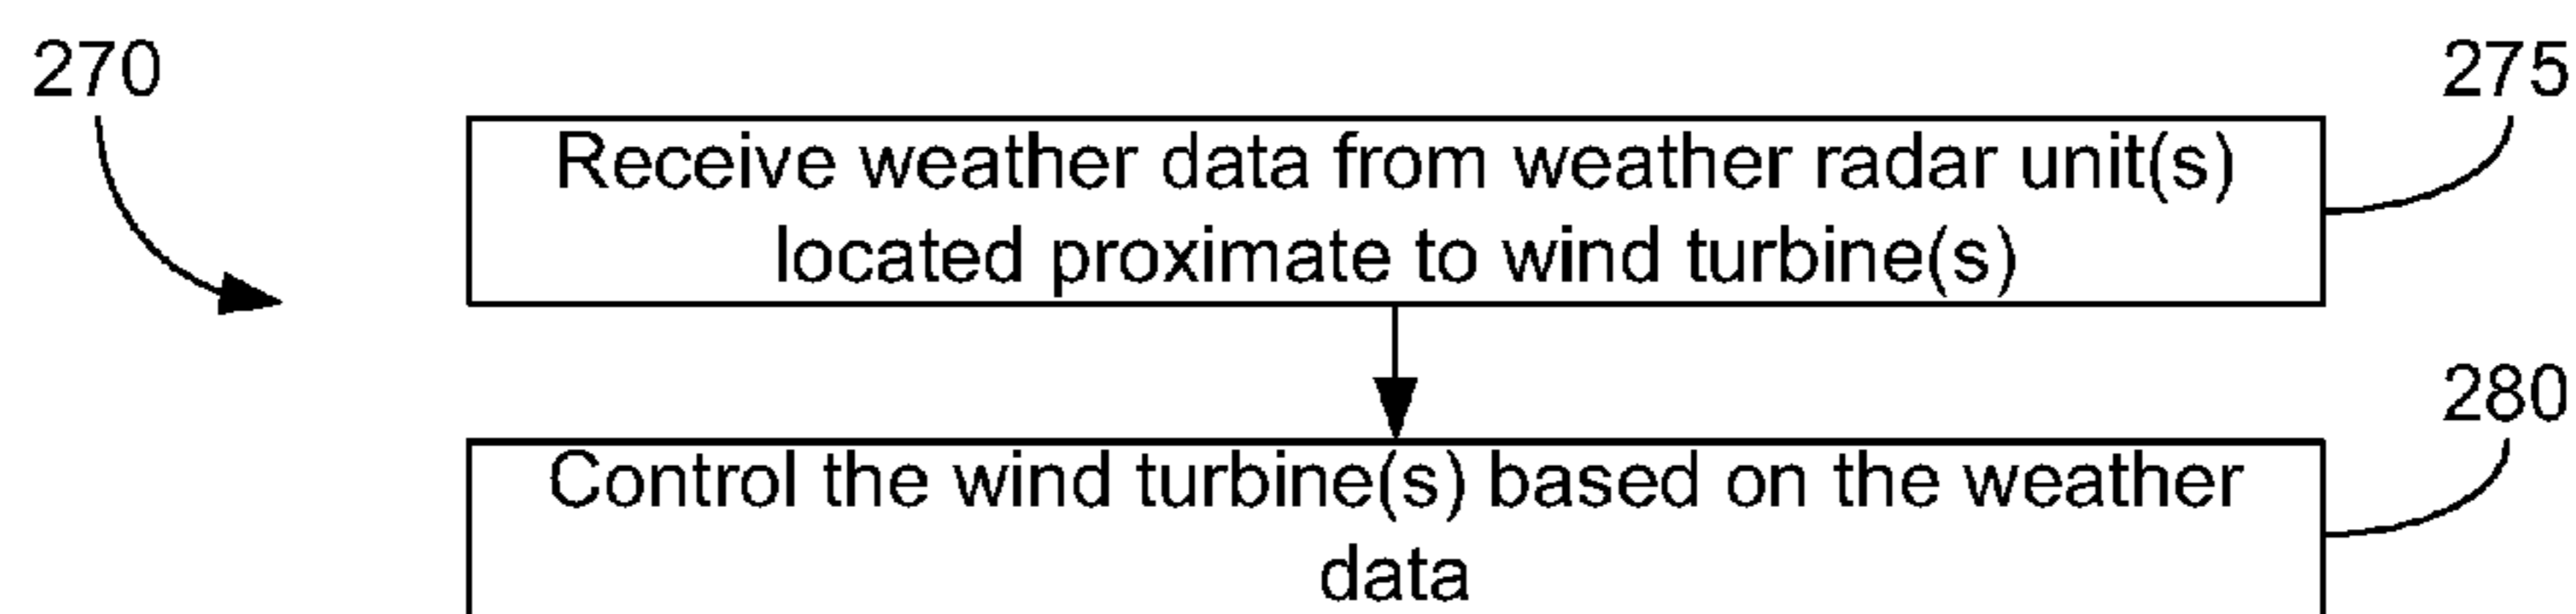 270
275
Receive weather data from weather radar unit(s)
located proximate to wind turbine(s)
280
Control the wind turbine(s) based on the weather
data